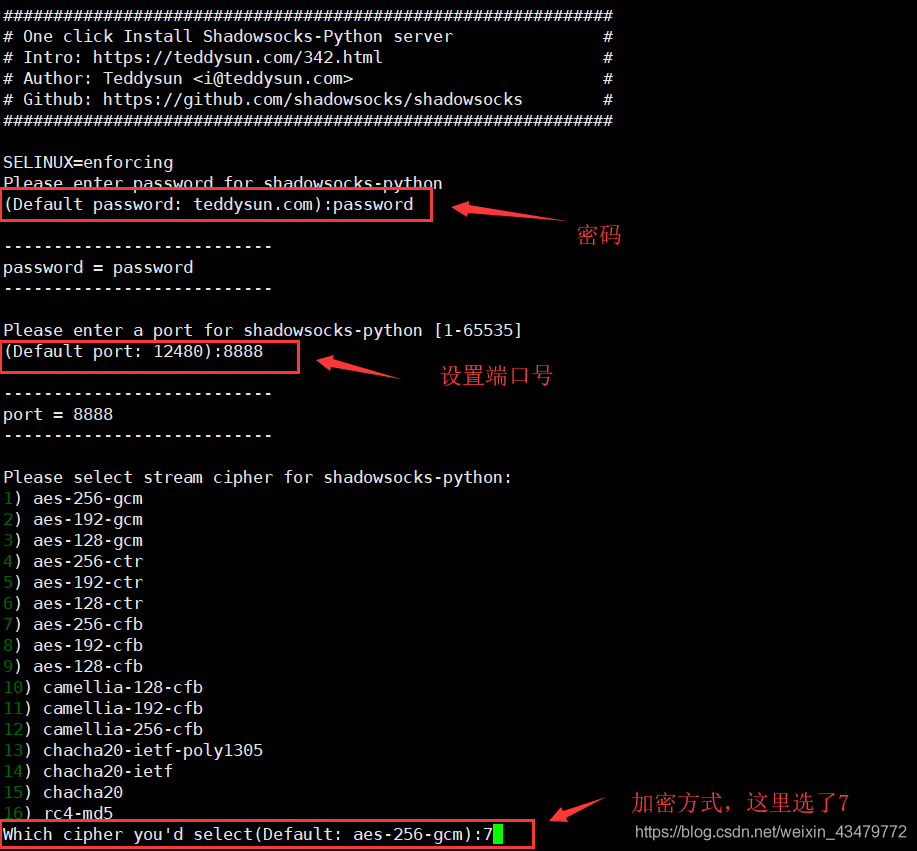 #############################################################
# One click Install Shadowsocks-Python server #
# Intro: https://teddysun.com/342.html #
# Author: Teddysun <i@teddysun.com> #
# Github: https://github.com/shadowsocks/shadowsocks #
#############################################################
SELINUX=enforcing
Please enter password for shadowsocks-python
(Default password: teddysun.com):password
密码
---------------------------
password = password
---------------------------
Please enter a port for shadowsocks-python [1-65535]
(Default port: 12480):8888
设置端口号
---------------------------
port = 8888
---------------------------
Please select stream cipher for shadowsocks-python:
1) aes-256-gcm
2) aes-192-gcm
3) aes-128-gcm
4) aes-256-ctr
5) aes-192-ctr
6) aes-128-ctr
7) aes-256-cfb
8) aes-192-cfb
9) aes-128-cfb
10) camellia-128-cfb
11) camellia-192-cfb
12) camellia-256-cfb
13) chacha20-ietf-poly1305
14) chacha20-ietf
15) chacha20
16) rc4-md5
加密方式，这里选了7
Which cipher you'd select(Default: aes-256-gcm):7
https://blog.csdn.net/weixin_43479772